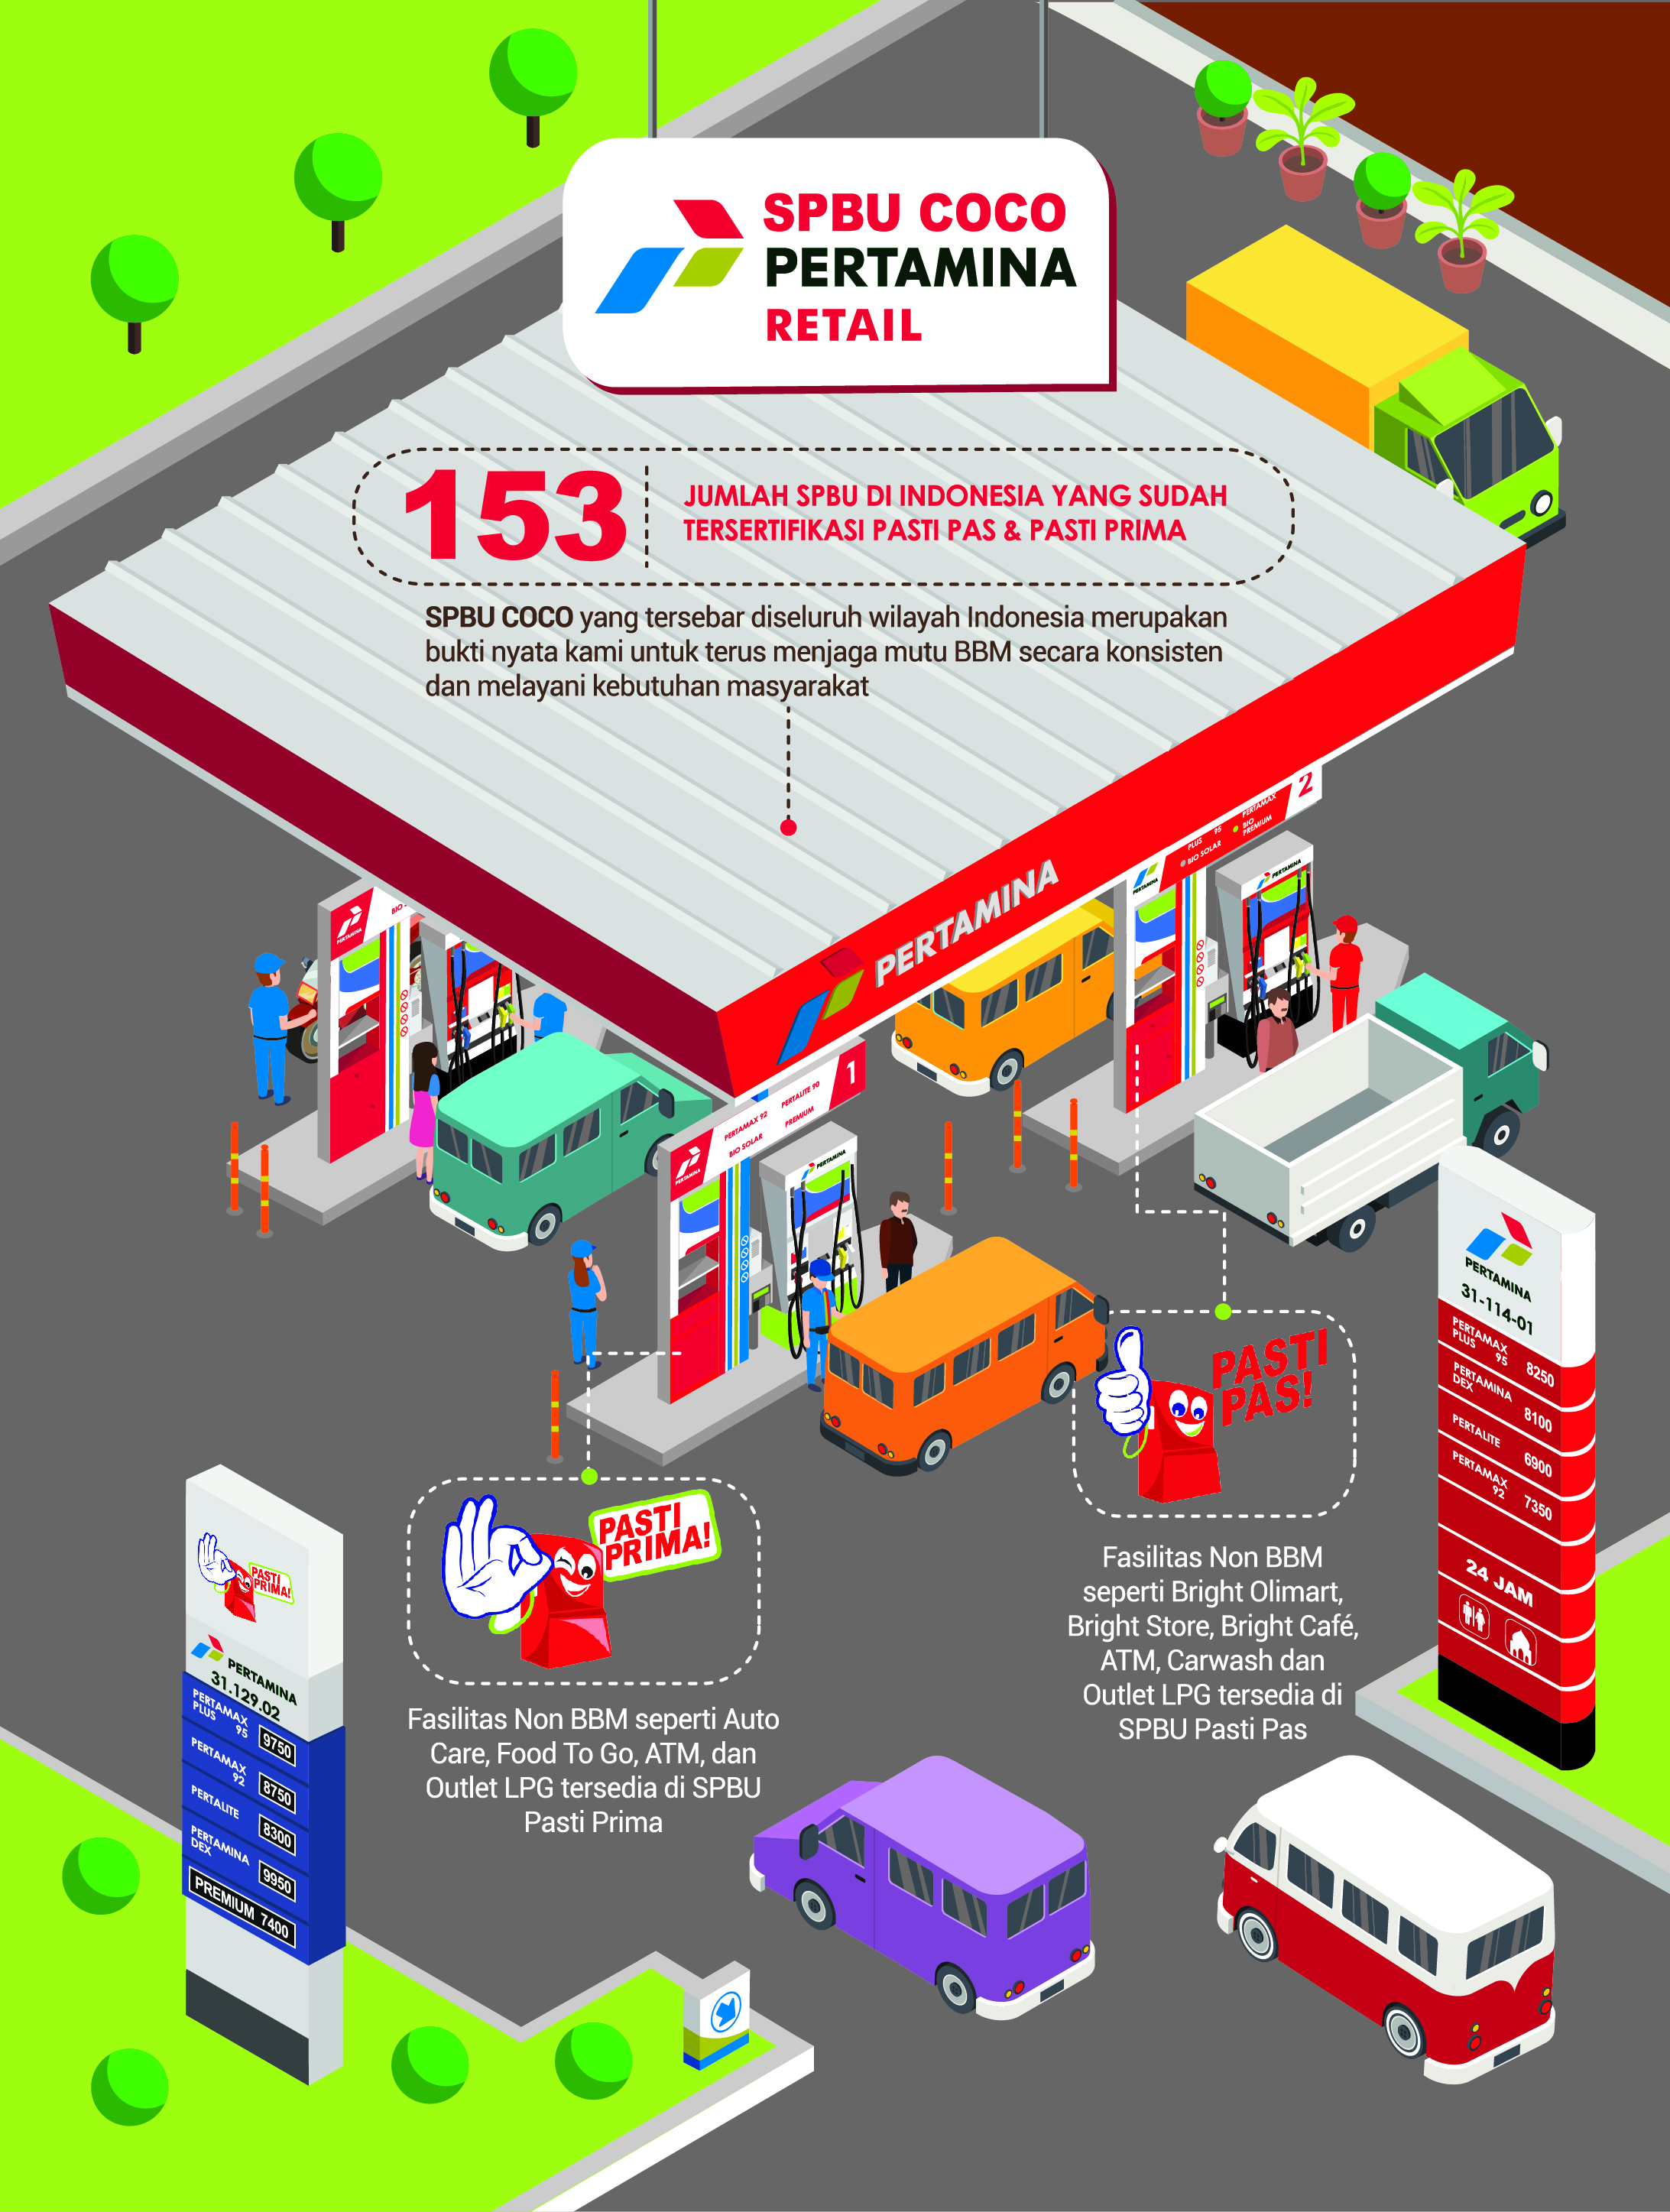 SPBU COCO
PERTAMINA
RETAIL
153
JUMLAH SPBU DI INDONESIA YANG SUDAH
TERSERTIFIKASI PASTI PAS & PASTI PRIMA
SPBU COCO yang tersebar diseluruh wilayah Indonesia merupakan
bukti nyata kami untuk terus menjaga mutu BBM secara konsisten
dan melayani kebutuhan masyarakat
PERTAMINA
2
PLUS 95
PERTAMAX
BIO SOLAR
BIO
PREMIUM
PERTAMINA
PERTAMINA
PERTAMINA
BIO
1
PERTAMAX 92
PERTALITE 90
BIO SOLAR
PREMIUM
PERTAMINA
PERTAMINA
PASTI
PAS!
Fasilitas Non BBM
seperti Bright Olimart,
Bright Store, Bright Café,
ATM, Carwash dan
Outlet LPG tersedia di
SPBU Pasti Pas
PASTI
PRIMA!
Fasilitas Non BBM seperti Auto
Care, Food To Go, ATM, dan
Outlet LPG tersedia di SPBU
Pasti Prima
PERTAMINA
31-114-01
PERTAMAX
PLUS 95 8250
PERTAMINA
DEX 8100
PERTALITE 6900
PERTAMAX
92 7350
24 JAM
PASTI
PRIMA!
PERTAMINA
31.129.02
PERTAMAX
PLUS 95 9750
PERTAMAX
92 8750
PERTALITE 8300
PERTAMINA
DEX 9950
PREMIUM 7400